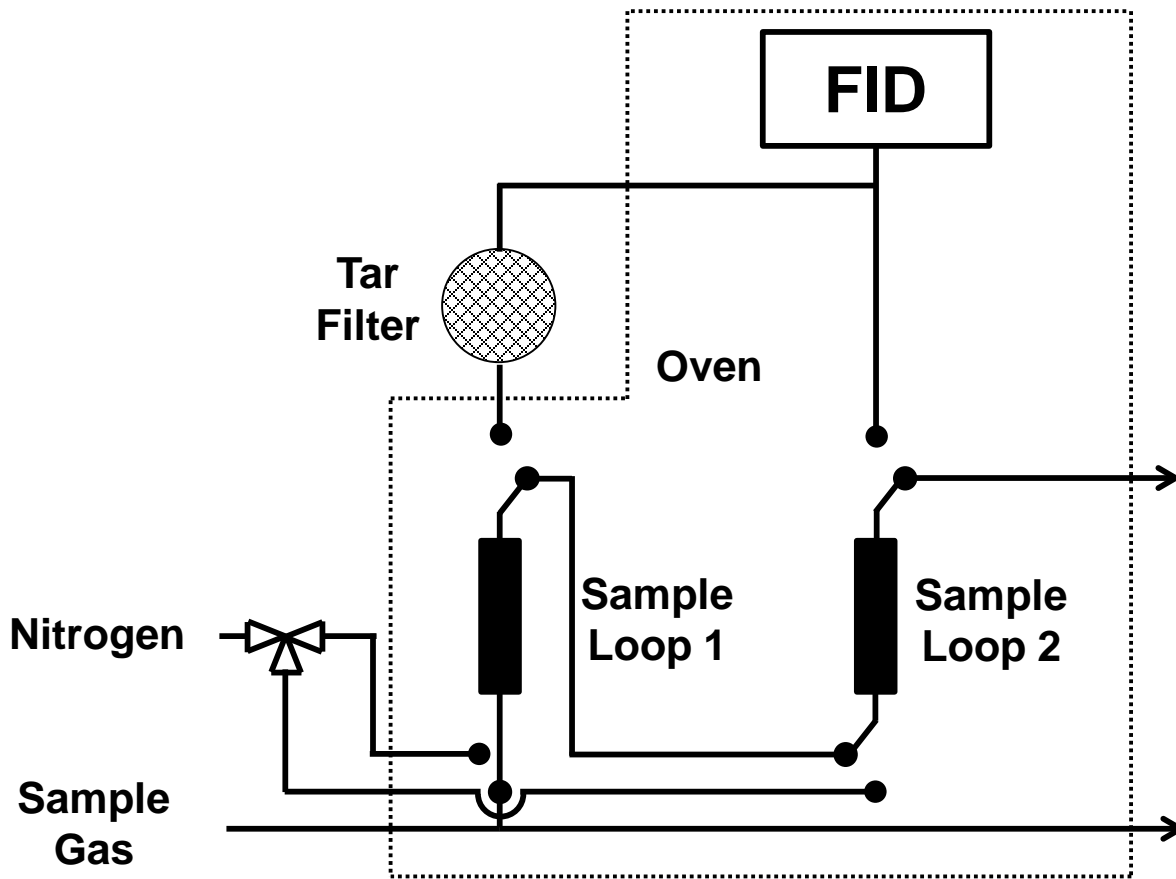 FID
Tar
Filter
Oven
Sample
Loop 1
Sample
Loop 2
Nitrogen
Sample
Gas